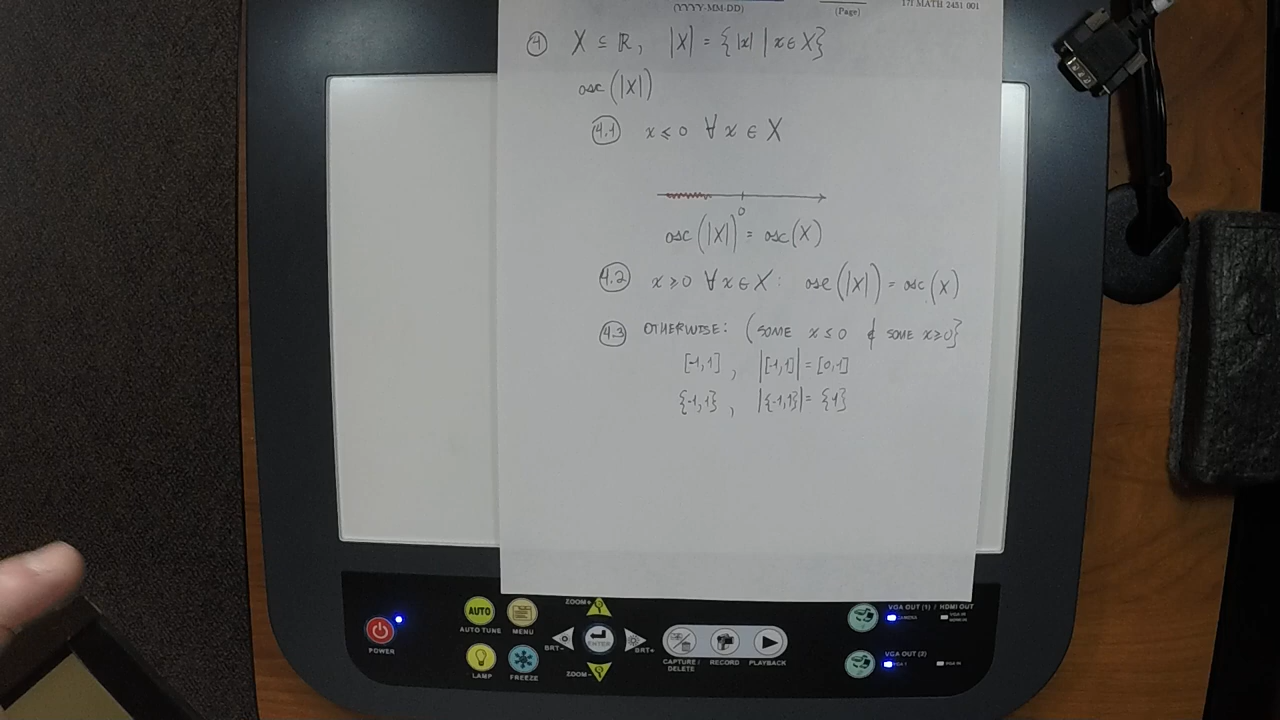 (YYYY-MM-DD)
(Page)
171 MATH 2431 001
④ X ⊆ ℝ, |X| = {|x| | x ∈ X}
osc(|X|)
4.1 x ≤ 0 ∀ x ∈ X
0
osc(|X|) = osc(X)
4.2 x ≥ 0 ∀ x ∈ X : osc(|X|) = osc(X)
4.3 OTHERWISE: (SOME x ≤ 0 & SOME x ≥ 0}
[-1,1] , |[-1,1]| = [0,1]
{-1,1} , |{-1,1}| = {1}
POWER
AUTO
AUTO TUNE
MENU
LAMP
FREEZE
ZOOM+
BRT-
ENTER
BRT+
ZOOM-
CAPTURE / DELETE
RECORD
PLAYBACK
VGA OUT (1) / HDMI OUT
CAMERA
VGA OUT (2)